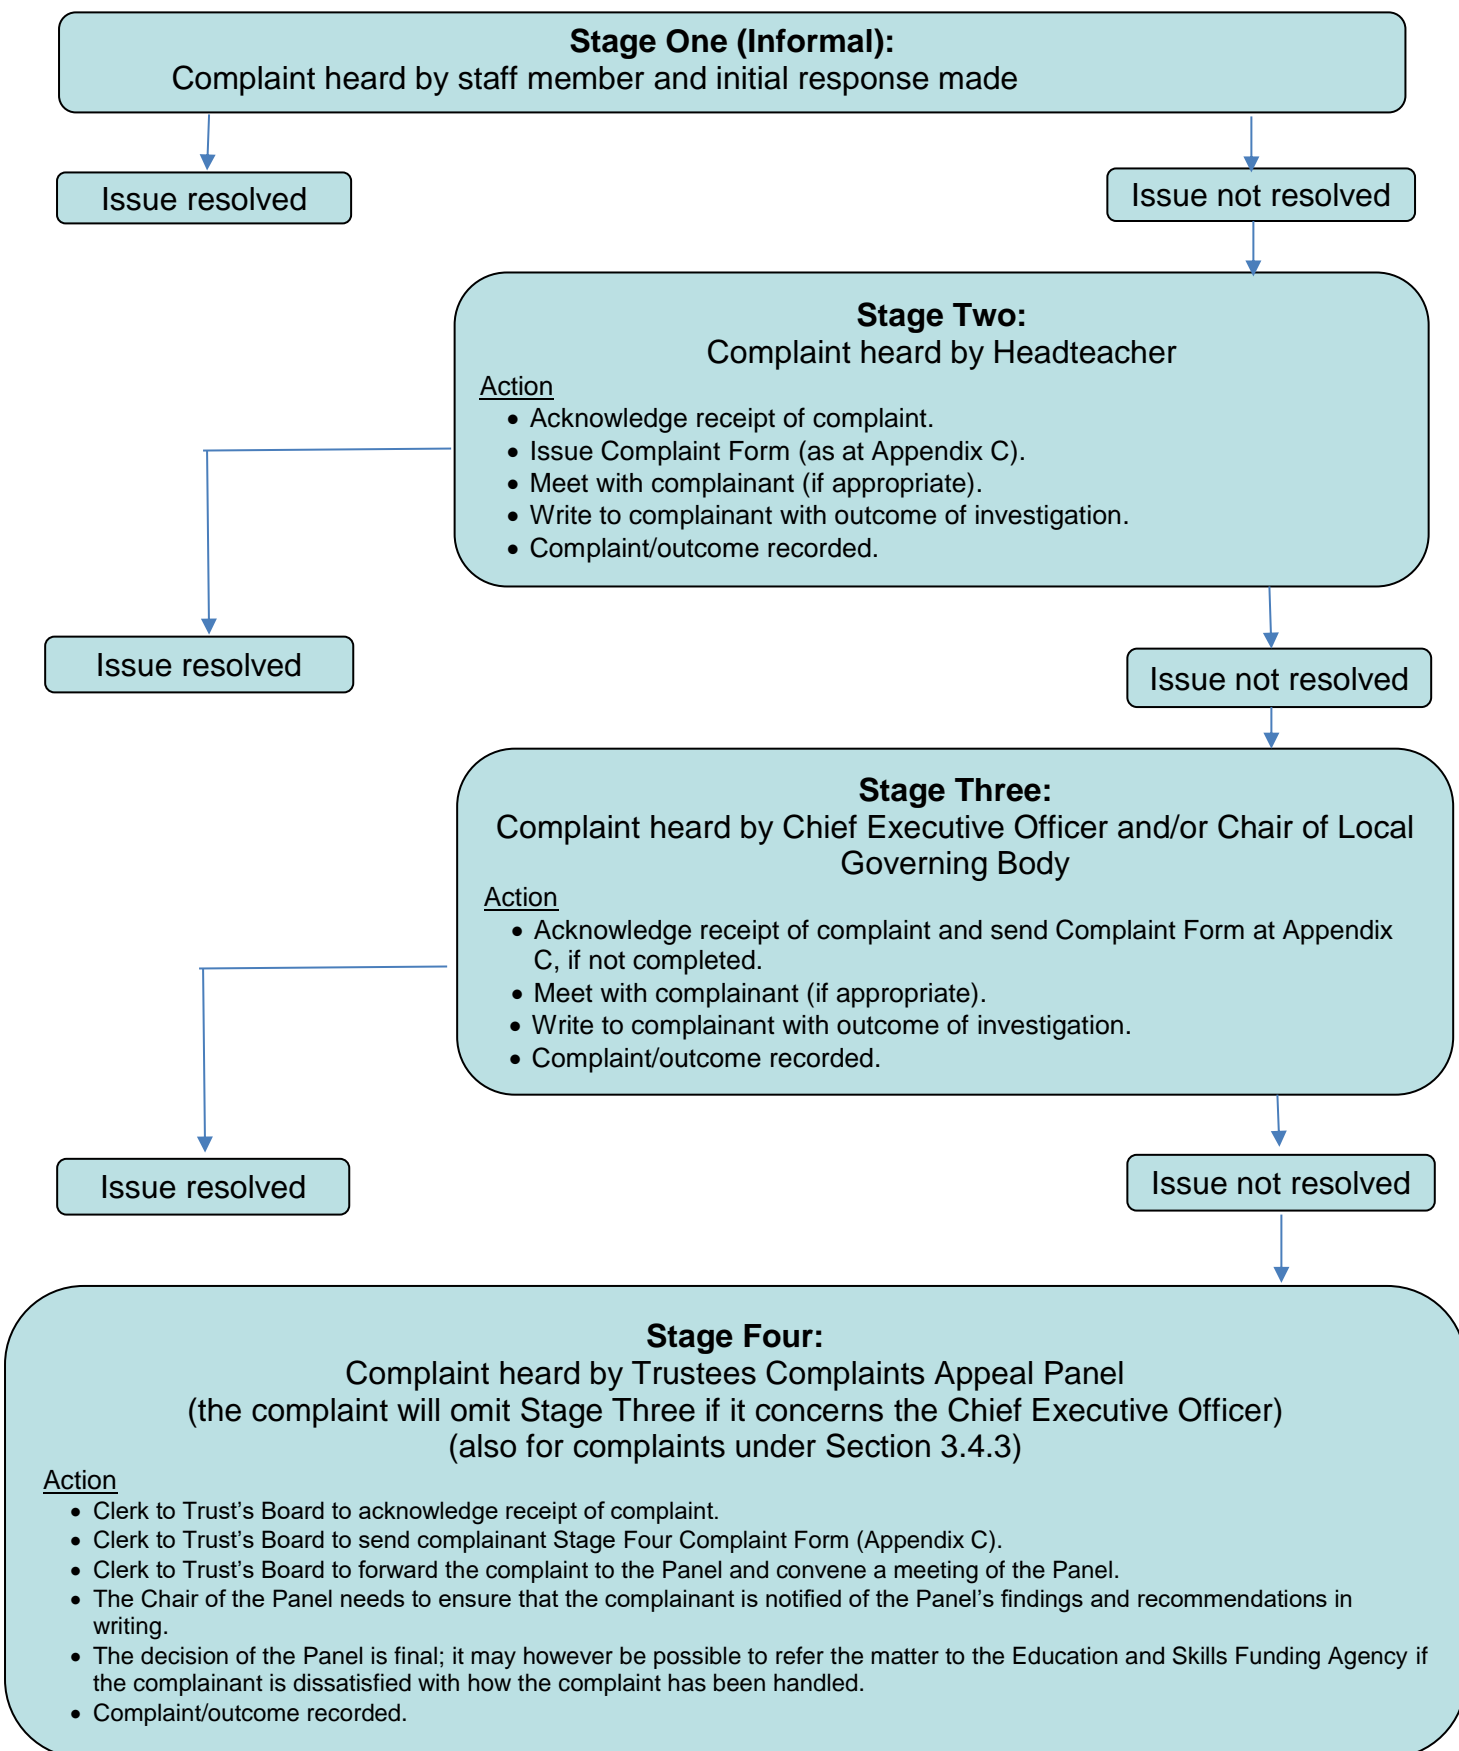 Stage One (Informal):
Complaint heard by staff member and initial response made
Issue resolved
Issue not resolved
Stage Two:
Complaint heard by Headteacher
Action
• Acknowledge receipt of complaint.
• Issue Complaint Form (as at Appendix C).
• Meet with complainant (if appropriate).
• Write to complainant with outcome of investigation.
• Complaint/outcome recorded.
Issue resolved
Issue not resolved
Stage Three:
Complaint heard by Chief Executive Officer and/or Chair of Local
Governing Body
Action
• Acknowledge receipt of complaint and send Complaint Form at Appendix
C, if not completed.
• Meet with complainant (if appropriate).
• Write to complainant with outcome of investigation.
• Complaint/outcome recorded.
Issue resolved
Issue not resolved
Stage Four:
Complaint heard by Trustees Complaints Appeal Panel
(the complaint will omit Stage Three if it concerns the Chief Executive Officer)
(also for complaints under Section 3.4.3)
Action
• Clerk to Trust’s Board to acknowledge receipt of complaint.
• Clerk to Trust’s Board to send complainant Stage Four Complaint Form (Appendix C).
• Clerk to Trust’s Board to forward the complaint to the Panel and convene a meeting of the Panel.
• The Chair of the Panel needs to ensure that the complainant is notified of the Panel’s findings and recommendations in
writing.
• The decision of the Panel is final; it may however be possible to refer the matter to the Education and Skills Funding Agency if
the complainant is dissatisfied with how the complaint has been handled.
• Complaint/outcome recorded.